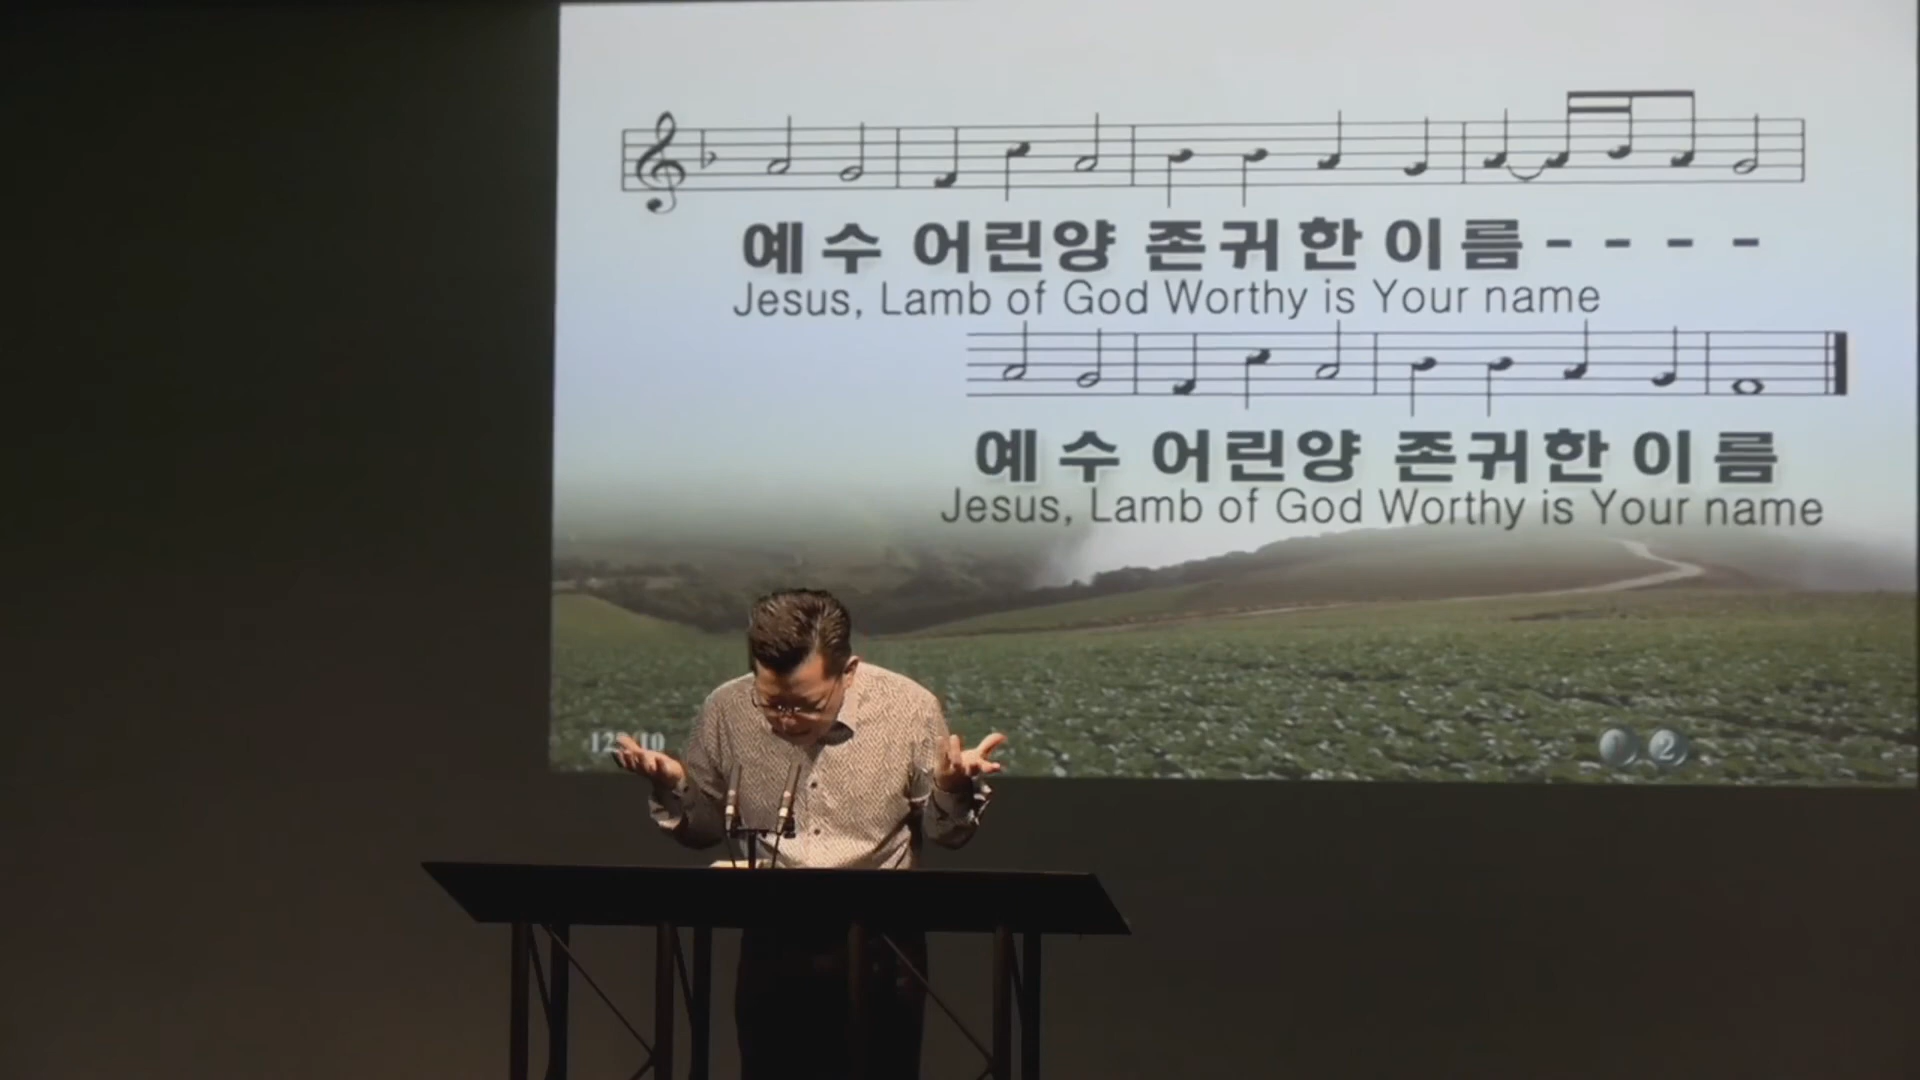 예수 어린양 존귀한 이름 - - - -
Jesus, Lamb of God Worthy is Your name
예수 어린양 존귀한 이름
Jesus, Lamb of God Worthy is Your name
2